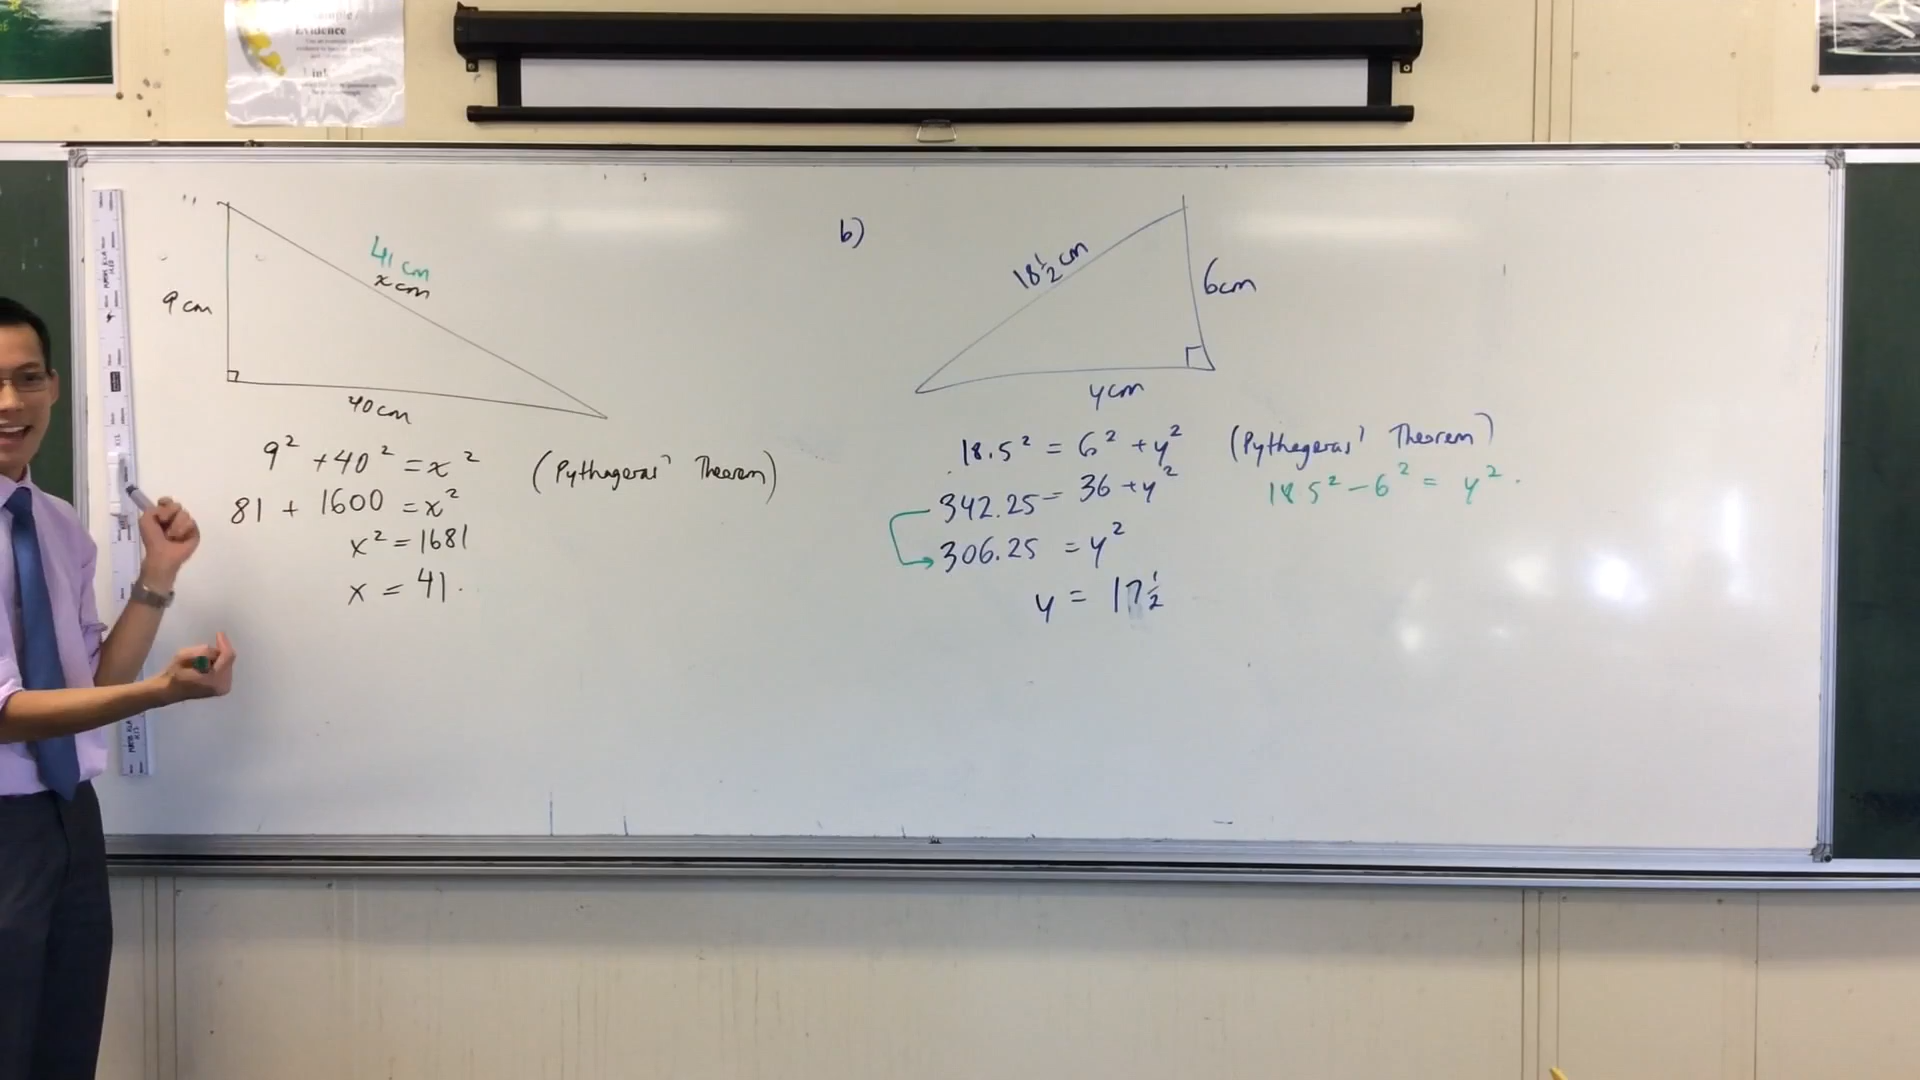 Evidence
41 cm
x cm
9 cm
40 cm
9² + 40² = x² (Pythagoras' Theorem)
81 + 1600 = x²
x² = 1681
x = 41.
b)
18½ cm
6cm
y cm
18.5² = 6² + y² (Pythageras' Theorem)
342.25 = 36 + y²
18 5² - 6² = y².
306.25 = y²
y = 17½